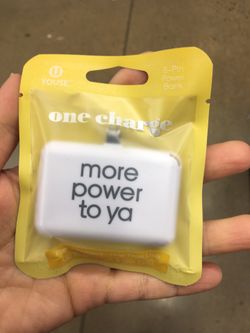 YOUSE
8-Pin
Power
Bank
one charge
more
power
to ya